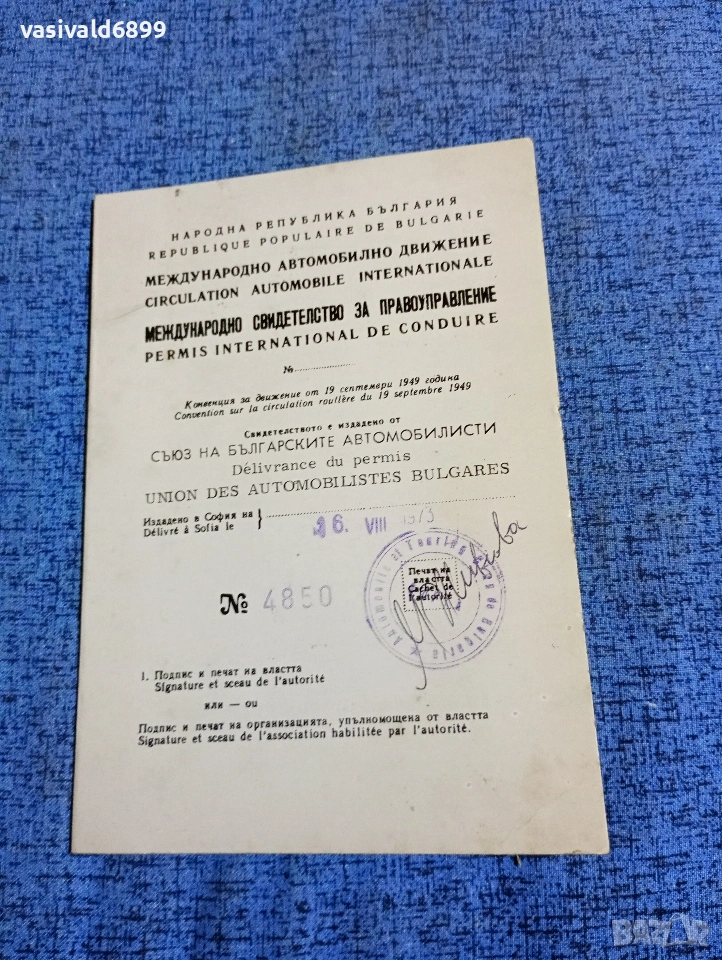 vasivald6899
НАРОДНА РЕПУБЛИКА БЪЛГАРИЯ
REPUBLIQUE POPULAIRE DE BULGARIE
МЕЖДУНАРОДНО АВТОМОБИЛНО ДВИЖЕНИЕ
CIRCULATION AUTOMOBILE INTERNATIONALE
МЕЖДУНАРОДНО СВИДЕТЕЛСТВО ЗА ПРАВОУПРАВЛЕНИЕ
PERMIS INTERNATIONAL DE CONDUIRE
№...............
Конвенция за движение от 19 септември 1949 година
Convention sur la circulation routière du 19 septembre 1949
Свидетелството е издадено от
СЪЮЗ НА БЪЛГАРСКИТЕ АВТОМОБИЛИСТИ
Délivrance du permis
UNION DES AUTOMOBILISTES BULGARES
Издадено в София на
Délivré à Sofia le
26. VIII 1973
Печат на
властта
Cachet de
l'autorité
№ 4850
1. Подпис и печат на властта
Signature et sceau de l'autorité
или — ou
Подпис и печат на организацията, упълномощена от властта
Signature et sceau de l'association habilitée par l'autorité.